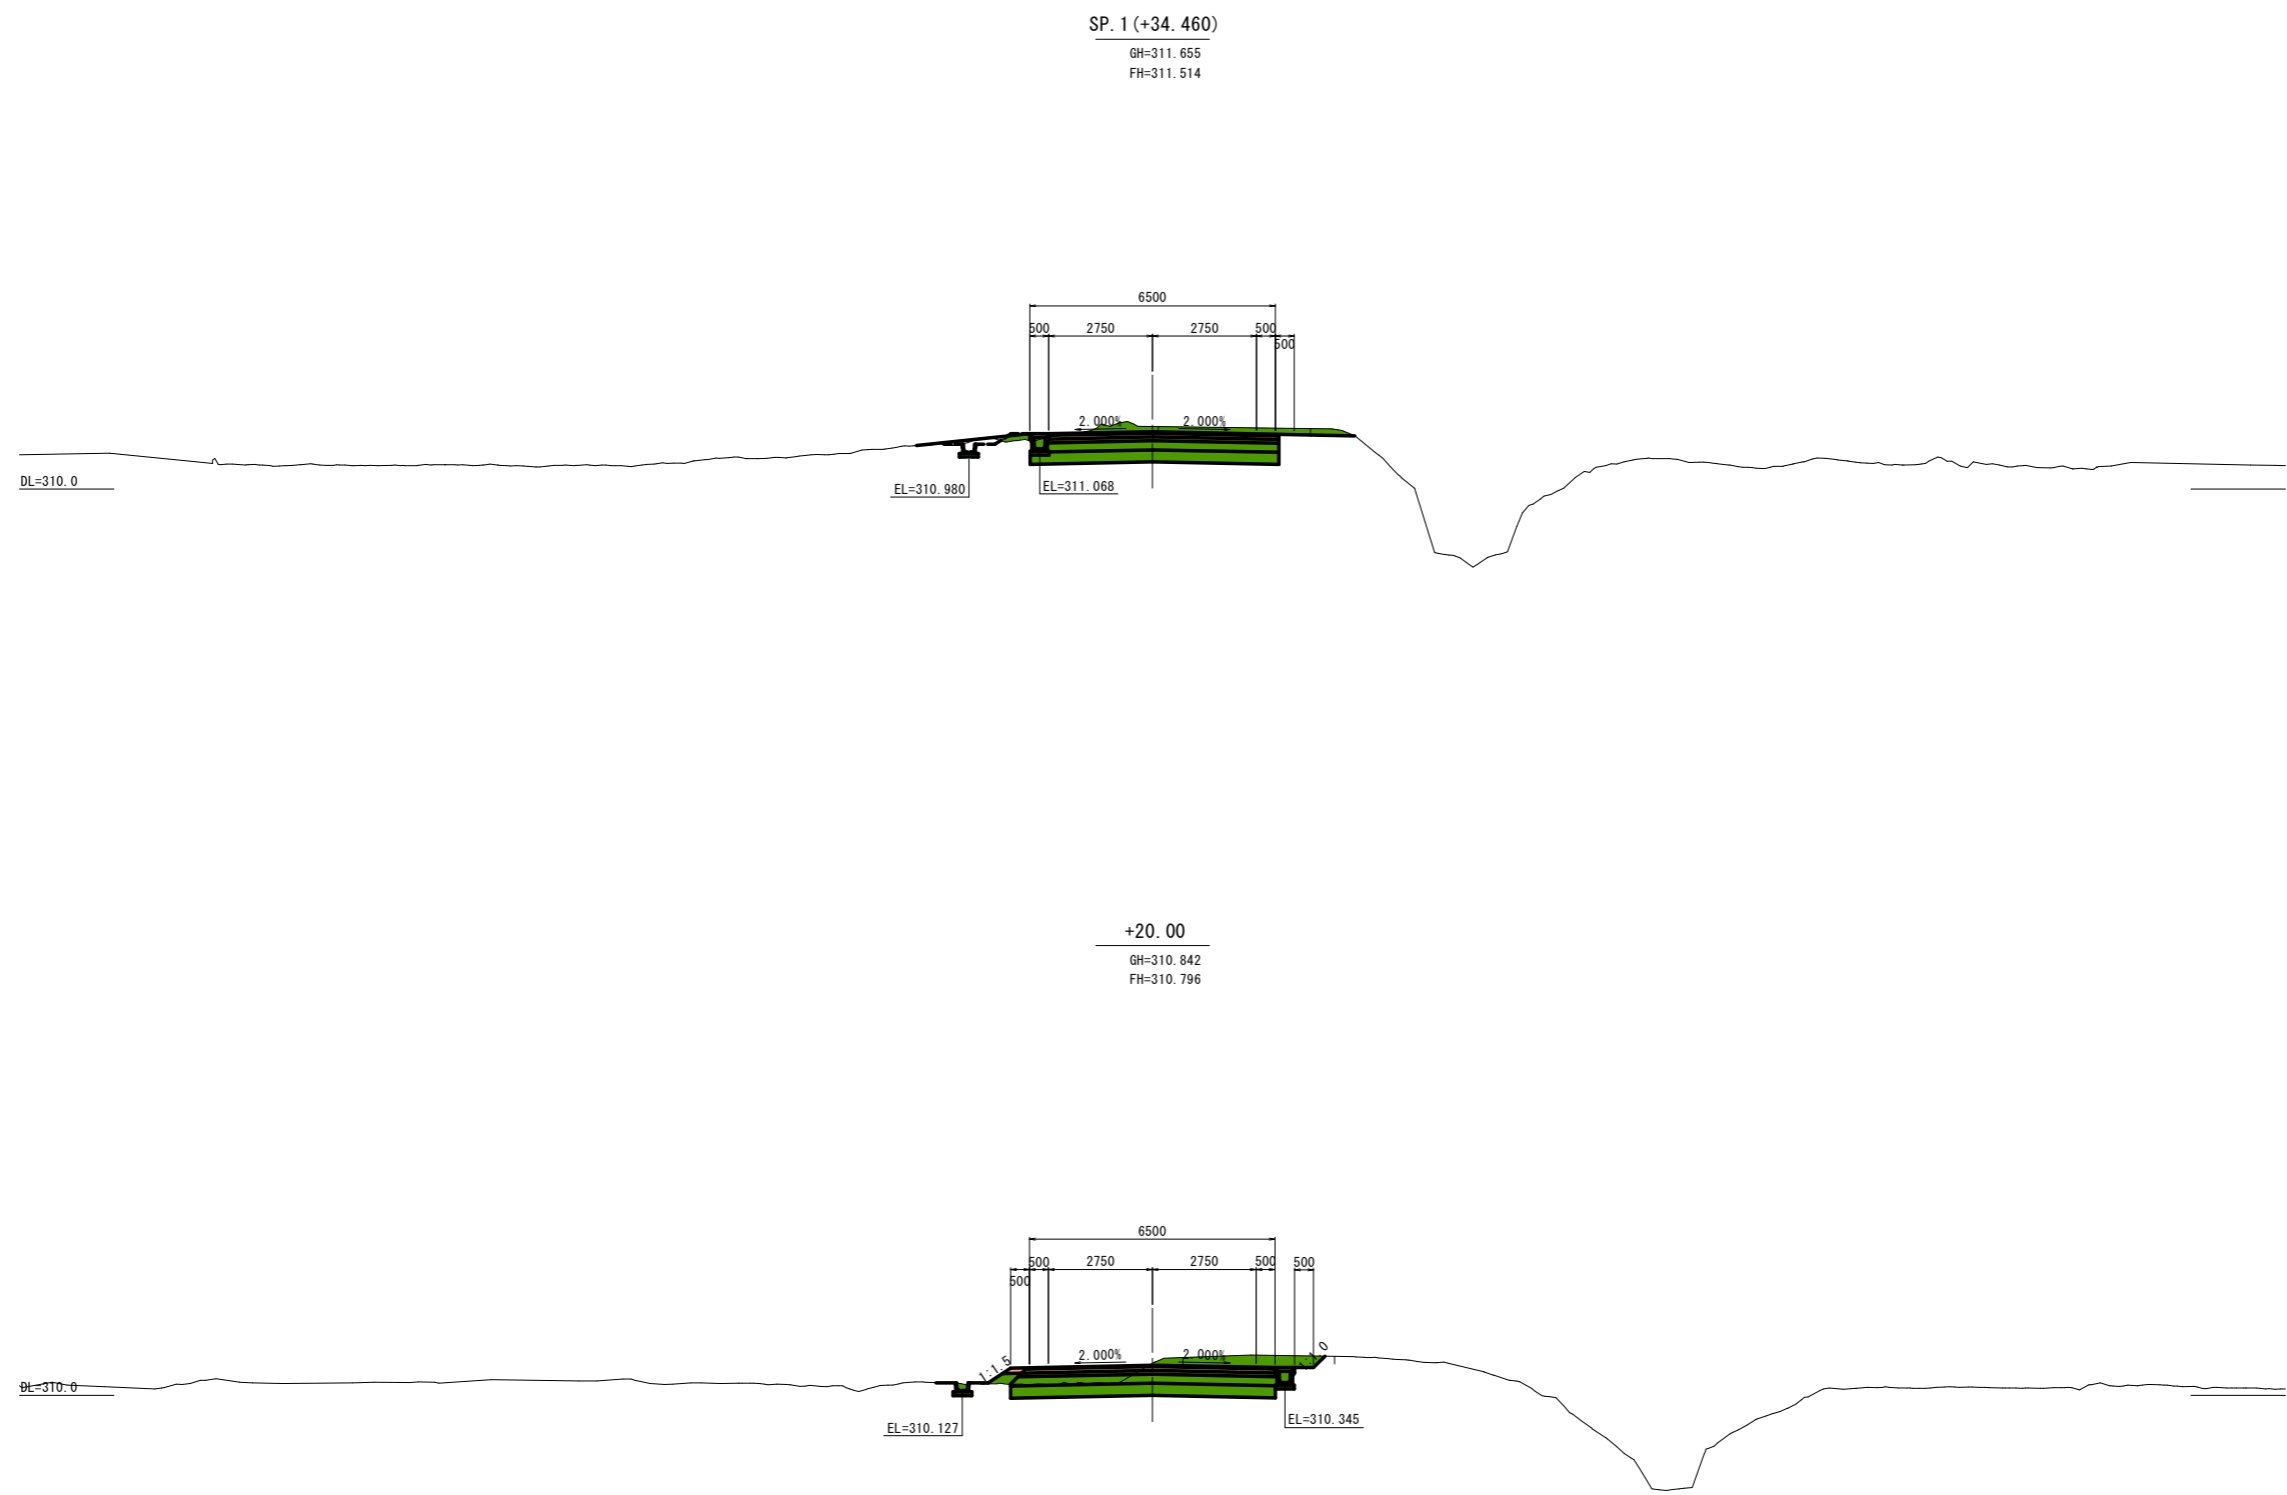 SP. 1 (+34. 460)
GH=311. 655
FH=311. 514
6500
500 2750 2750 500
500
2. 000% 2. 000%
DL=310. 0
EL=310. 980 EL=311. 068
+20. 00
GH=310. 842
FH=310. 796
6500
500 2750 2750 500 500
500
1:1. 5 2. 000% 2. 000% 1:1. 0
DL=310. 0
EL=310. 127 EL=310. 345